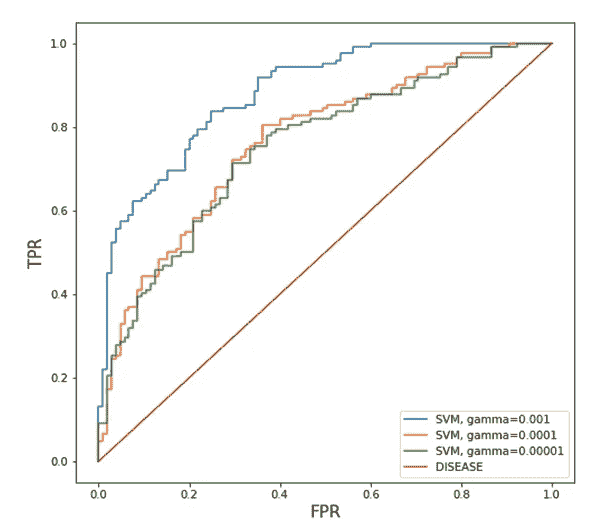 1.0
0.8
0.6
0.4
0.2
0.0
TPR
0.0 0.2 0.4 0.6 0.8 1.0
FPR
SVM, gamma=0.001
SVM, gamma=0.0001
SVM, gamma=0.00001
DISEASE